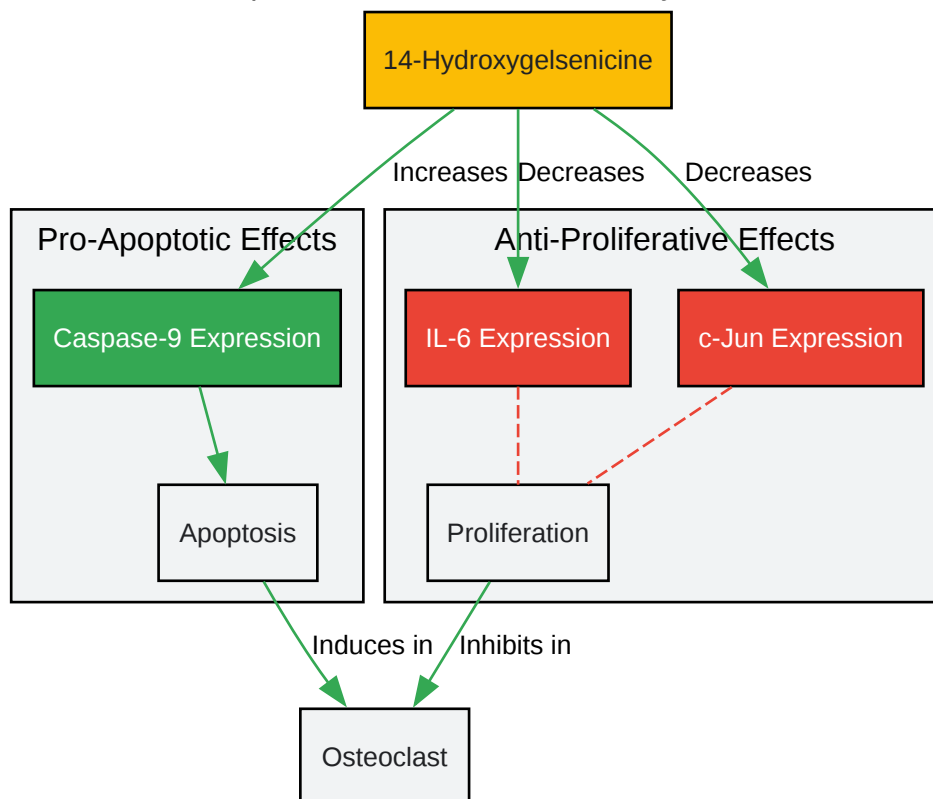 14-Hydroxygelsenicine
Increases
Decreases
Decreases
Pro-Apoptotic Effects
Anti-Proliferative Effects
Caspase-9 Expression
IL-6 Expression
c-Jun Expression
Apoptosis
Proliferation
Induces in
Inhibits in
Osteoclast